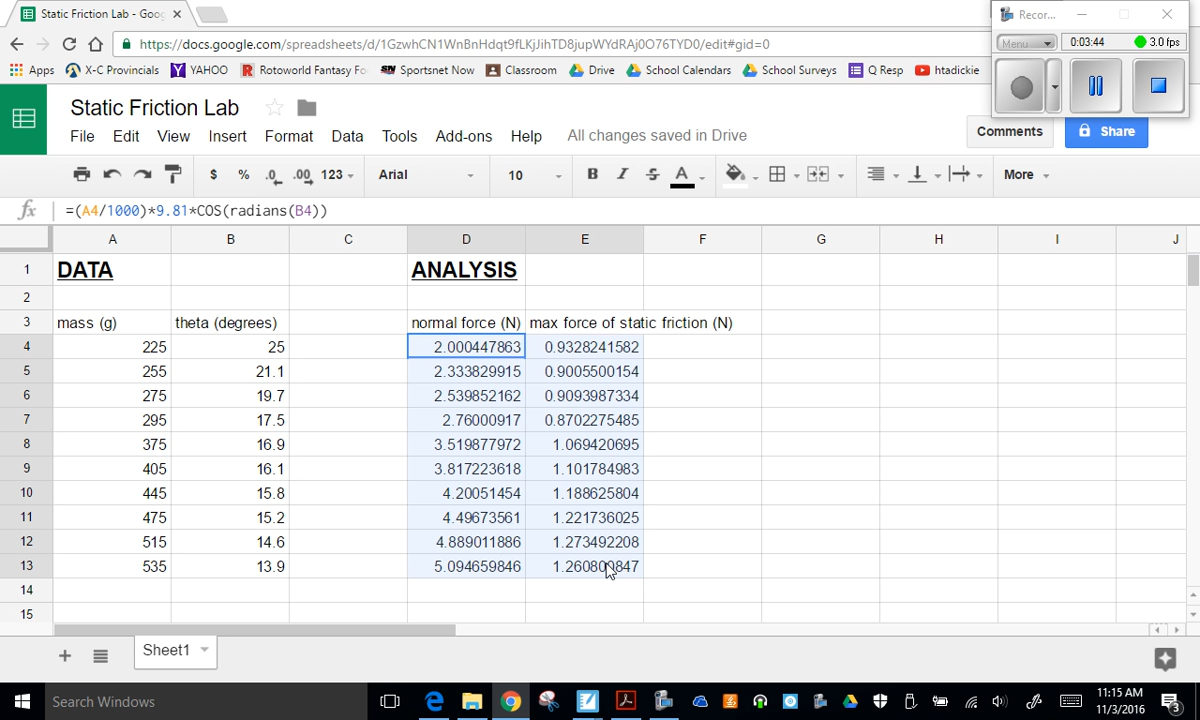 Static Friction Lab - Goog
Recor...
https://docs.google.com/spreadsheets/d/1GzwhCN1WnBnHdqt9fLKjJihTD8jupWYdRAj0O76TYD0/edit#gid=0
Menu
0:03:44
3.0 fps
Apps X-C Provincials YAHOO Rotoworld Fantasy Fo Sportsnet Now Classroom Drive School Calendars School Surveys Q Resp htadickie
Static Friction Lab
File Edit View Insert Format Data Tools Add-ons Help All changes saved in Drive
Comments
Share
$ % .0 .00 123 Arial 10 B I S A More
fx =(A4/1000)*9.81*COS(radians(B4))
A B C D E F G H I J
1 DATA ANALYSIS
2
3 mass (g) theta (degrees) normal force (N) max force of static friction (N)
4 225 25 2.000447863 0.9328241582
5 255 21.1 2.333829915 0.9005500154
6 275 19.7 2.539852162 0.9093987334
7 295 17.5 2.76000917 0.8702275485
8 375 16.9 3.519877972 1.069420695
9 405 16.1 3.817223618 1.101784983
10 445 15.8 4.20051454 1.188625804
11 475 15.2 4.49673561 1.221736025
12 515 14.6 4.889011886 1.273492208
13 535 13.9 5.094659846 1.260800847
14
15
Sheet1
Search Windows
11:15 AM
11/3/2016
3